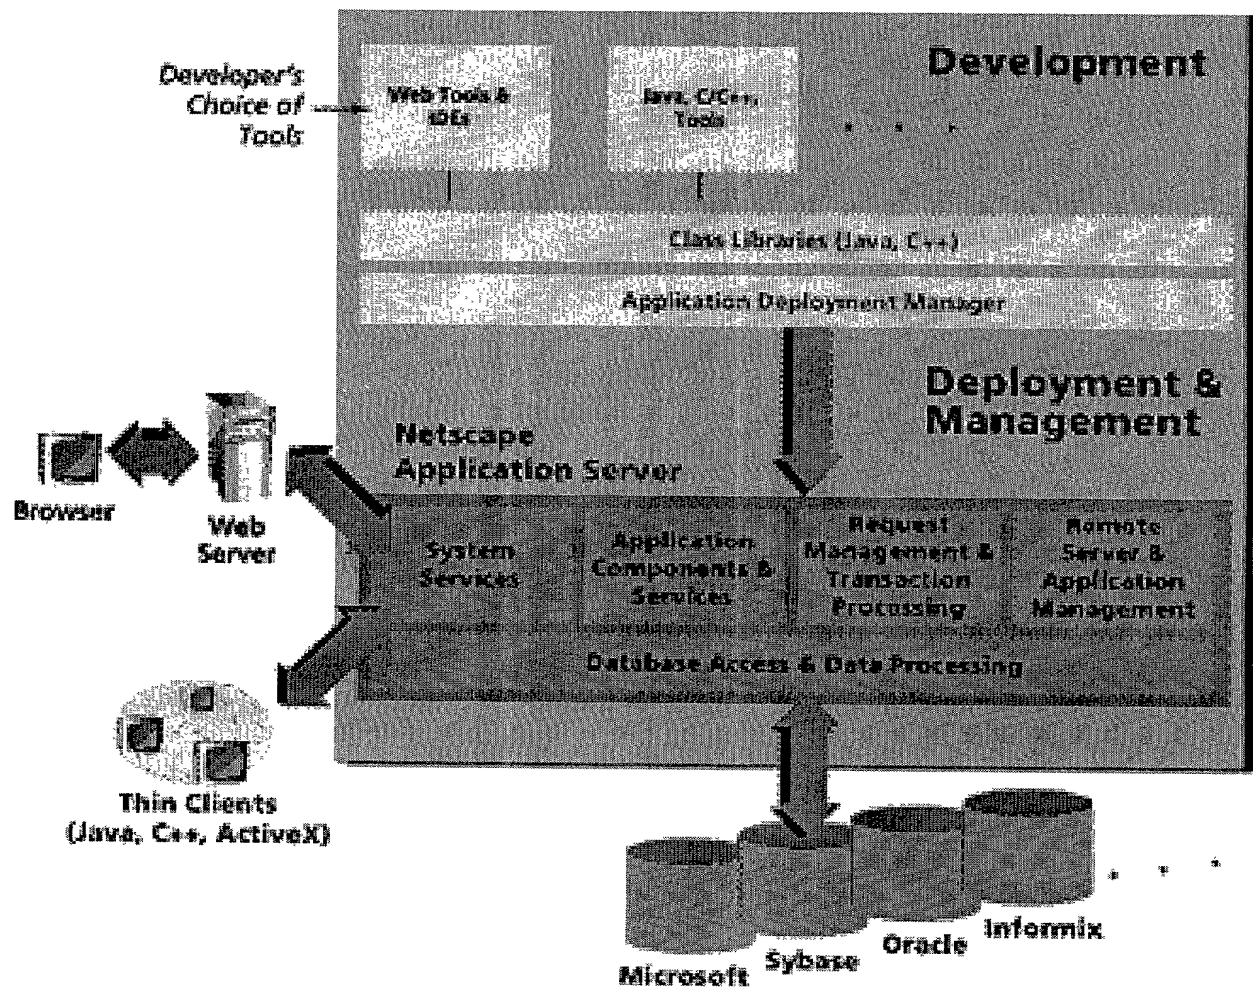 Development
Developer's
Choice of
Tools
Web Tools &
IDEs
Java, C/C++,
Tools
. . .
Class Libraries (Java, C++)
Application Deployment Manager
Deployment &
Management
Netscape
Application Server
Browser
Web
Server
System
Services
Application
Components &
Services
Request
Management &
Transaction
Processing
Remote
Server &
Application
Management
Database Access & Data Processing
Thin Clients
(Java, C++, ActiveX)
Microsoft
Sybase
Oracle
Informix
. . .